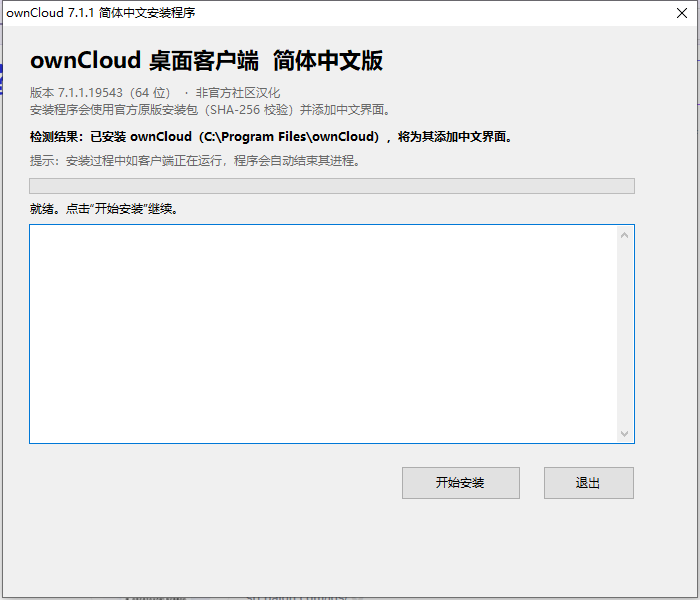 ownCloud 7.1.1 简体中文安装程序
ownCloud 桌面客户端 简体中文版
版本 7.1.1.19543（64 位） · 非官方社区汉化
安装程序会使用官方原版安装包（SHA-256 校验）并添加中文界面。
检测结果：已安装 ownCloud（C:\Program Files\ownCloud），将为其添加中文界面。
提示：安装过程中如客户端正在运行，程序会自动结束其进程。
就绪。点击“开始安装”继续。
开始安装
退出